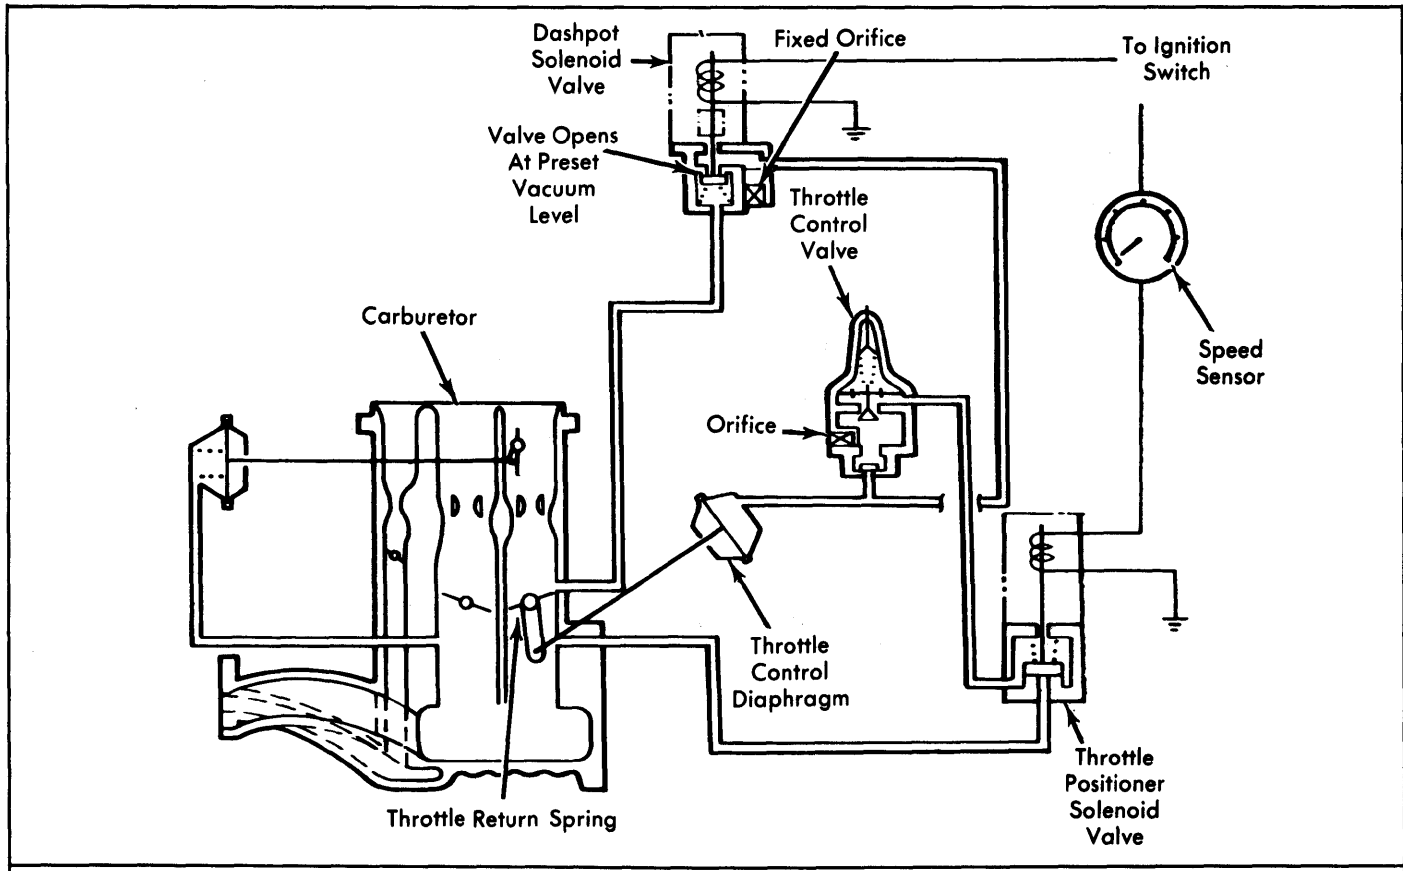 Dashpot
Solenoid
Valve
Fixed Orifice
To Ignition
Switch
Valve Opens
At Preset
Vacuum
Level
Throttle
Control
Valve
Carburetor
Speed
Sensor
Orifice
Throttle
Control
Diaphragm
Throttle
Positioner
Solenoid
Valve
Throttle Return Spring